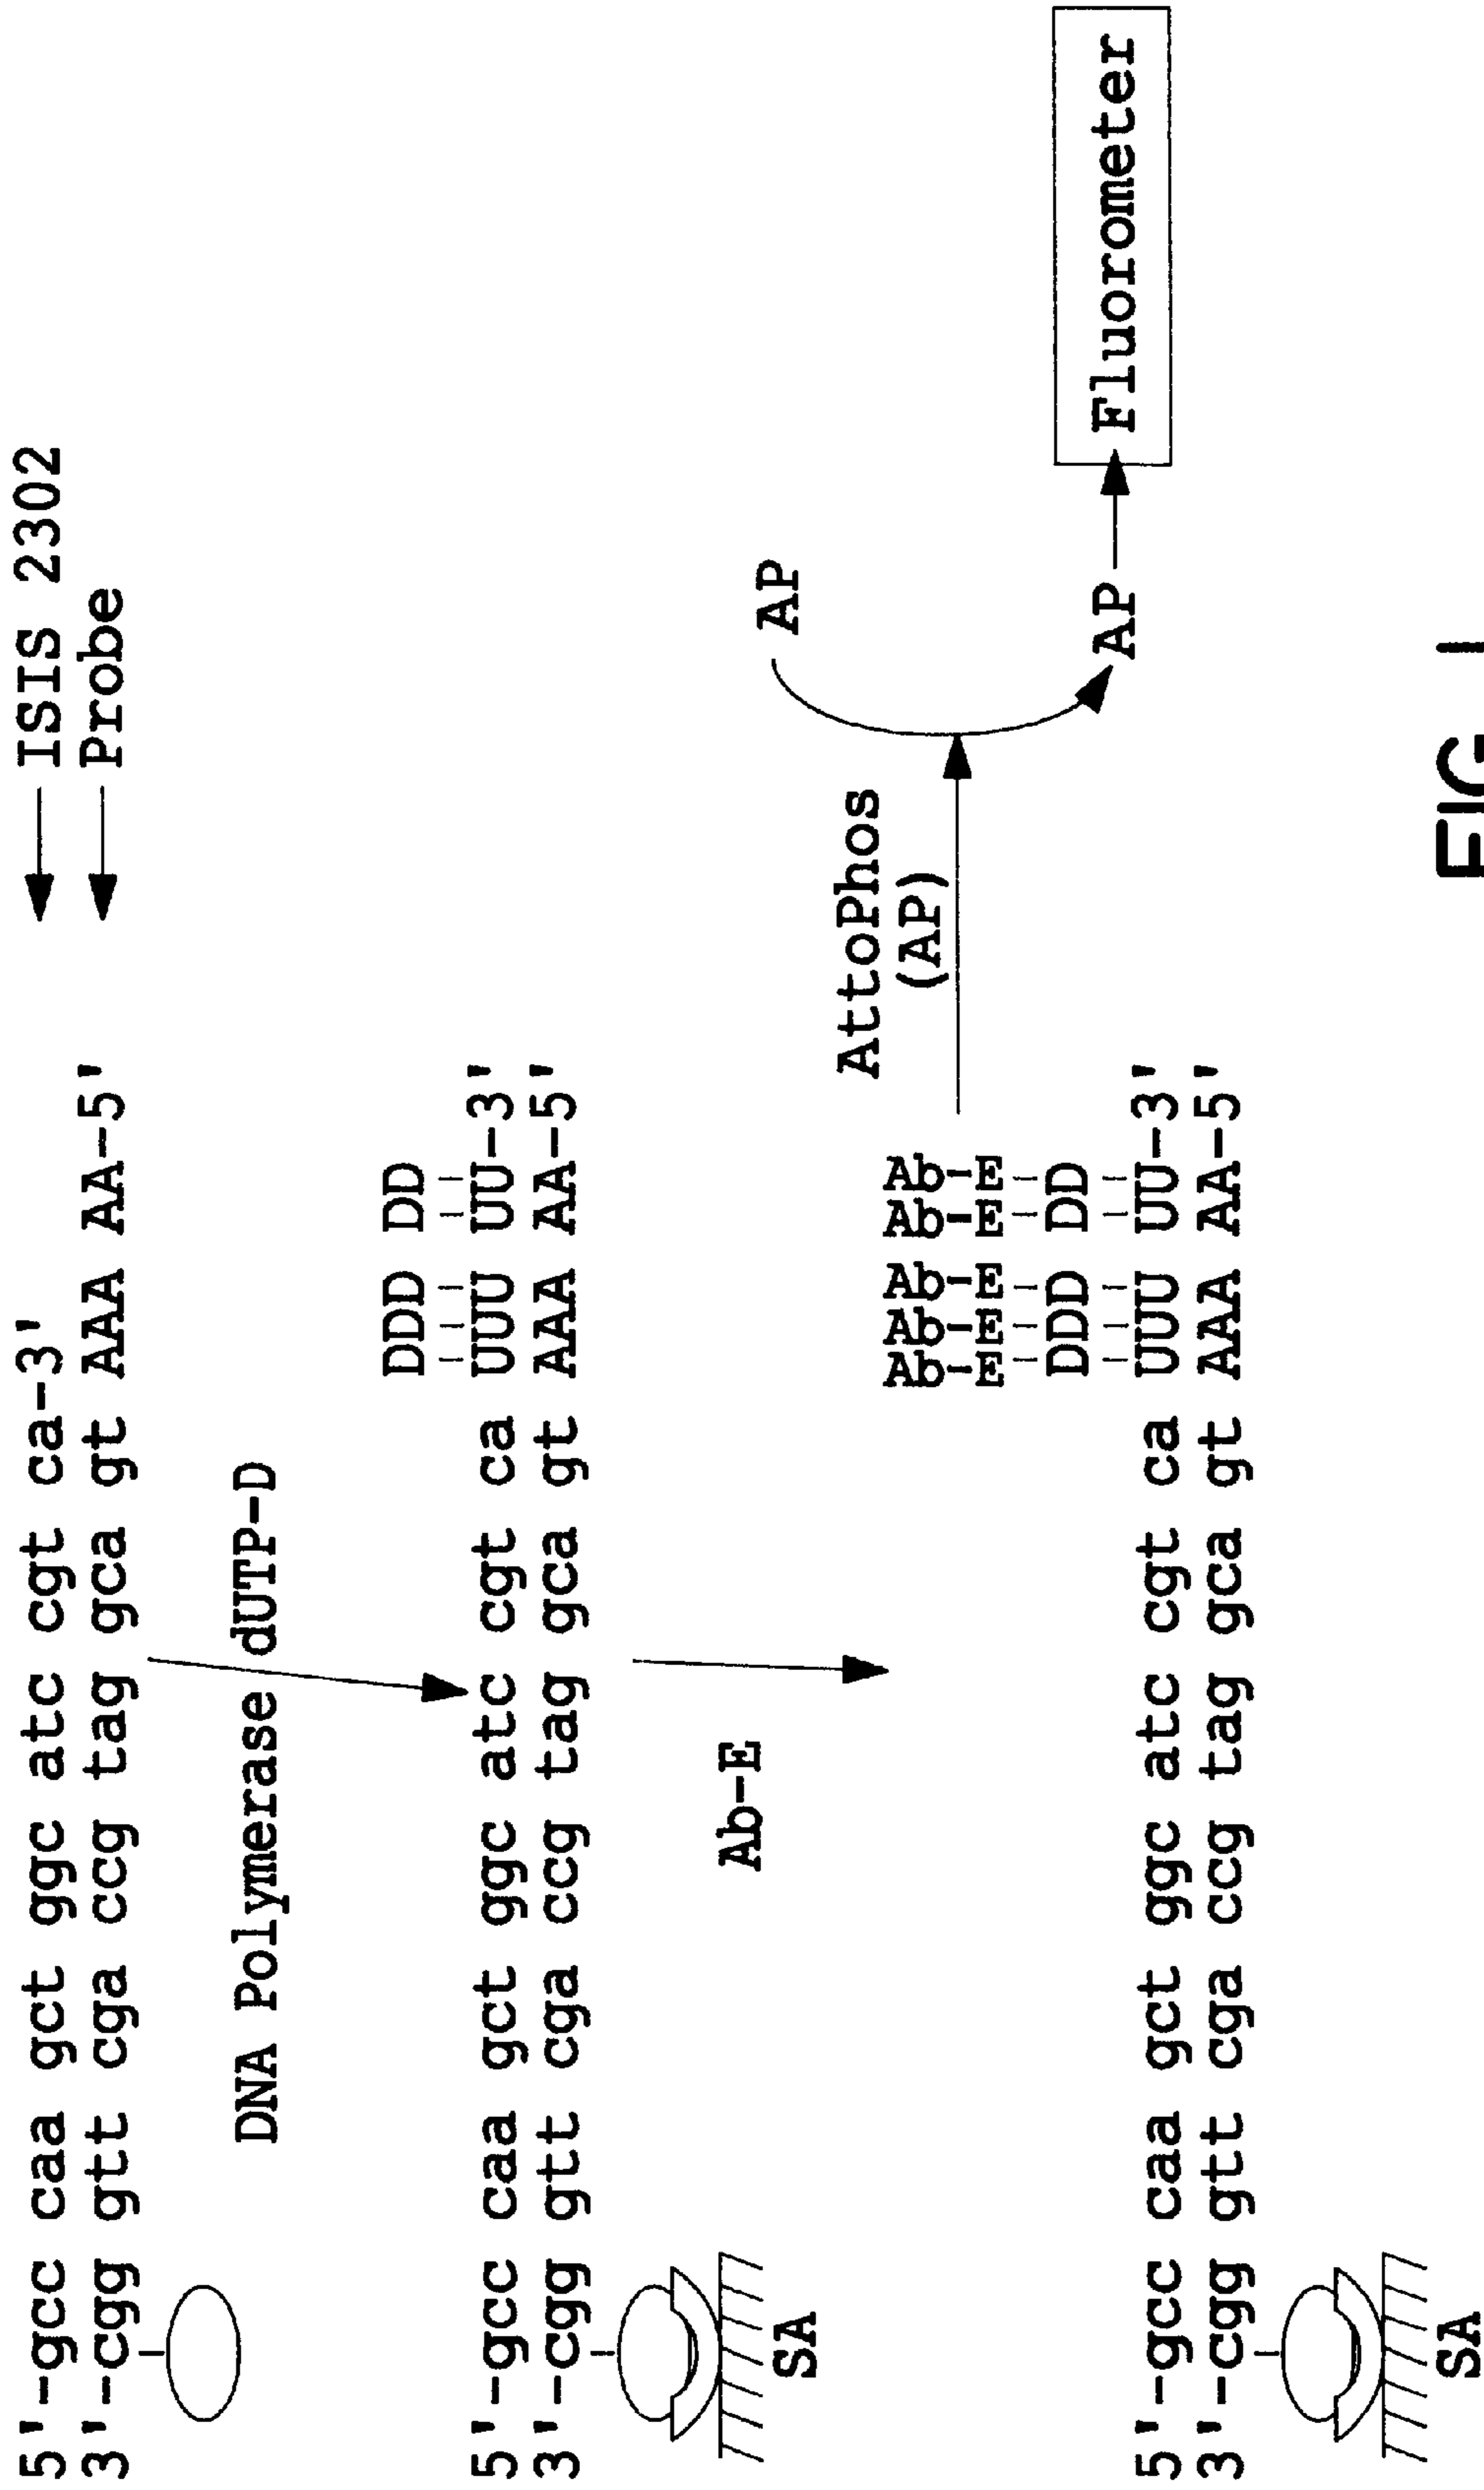 5'-gcc caa gct ggc atc cgt ca-3' ISIS 2302
3'-cgg gtt cga ccg tag gca gt AAA AA-5' Probe
DNA Polymerase dUTP-D
DDD DD
5'-gcc caa gct ggc atc cgt ca UUU UU-3'
3'-cgg gtt cga ccg tag gca gt AAA AA-5'
SA
Ab-E
AttoPhos
(AP)
AP
Ab-E Ab-E Ab-E Ab-E Ab-E
DDD DD
5'-gcc caa gct ggc atc cgt ca UUU UU-3'
3'-cgg gtt cga ccg tag gca gt AAA AA-5'
AP
Fluorometer
SA